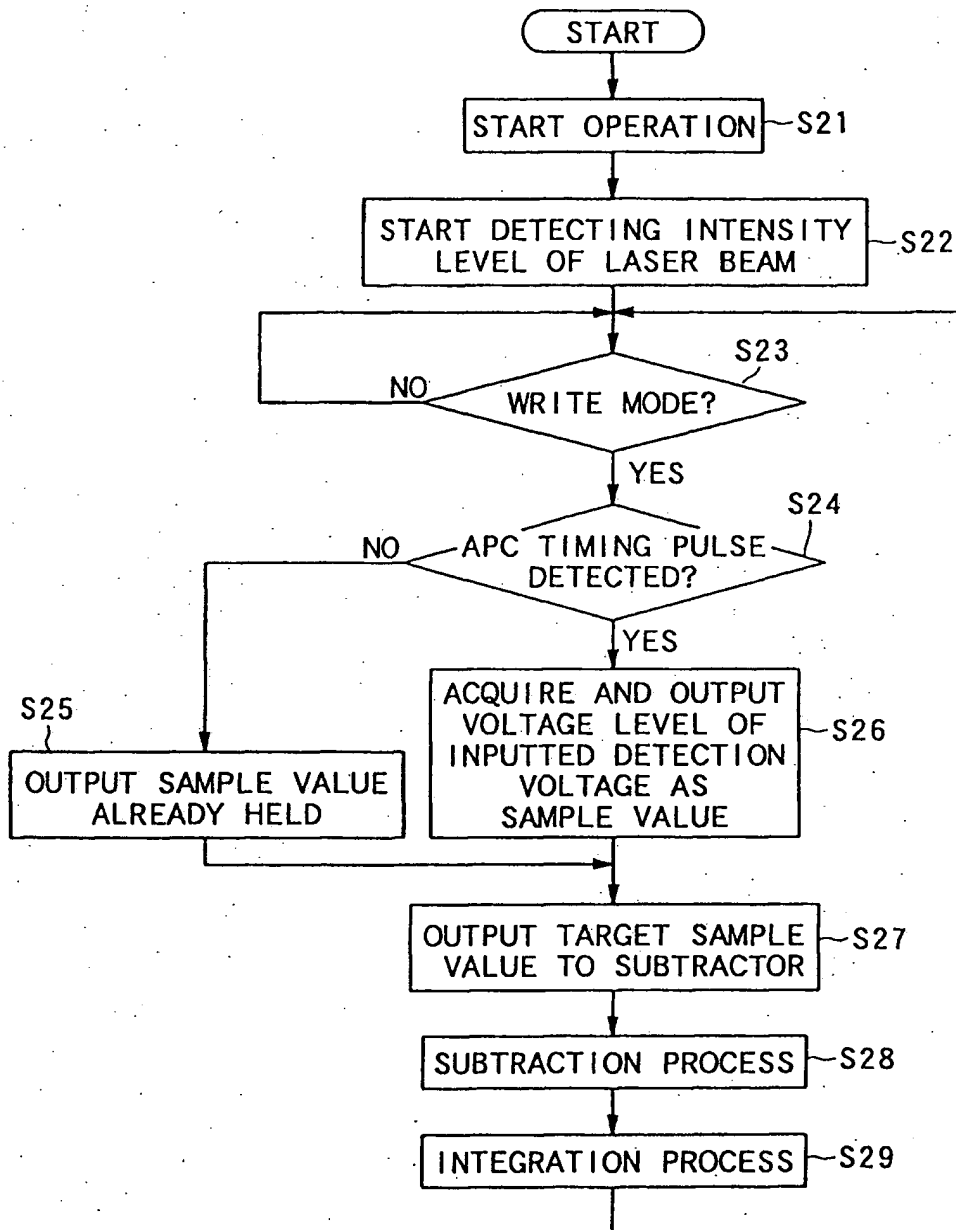 START
START OPERATION
S21
START DETECTING INTENSITY
LEVEL OF LASER BEAM
S22
S23
NO
WRITE MODE?
YES
S24
NO
APC TIMING PULSE
DETECTED?
YES
S25
OUTPUT SAMPLE VALUE
ALREADY HELD
ACQUIRE AND OUTPUT
VOLTAGE LEVEL OF
INPUTTED DETECTION
VOLTAGE AS
SAMPLE VALUE
S26
OUTPUT TARGET SAMPLE
VALUE TO SUBTRACTOR
S27
SUBTRACTION PROCESS
S28
INTEGRATION PROCESS
S29